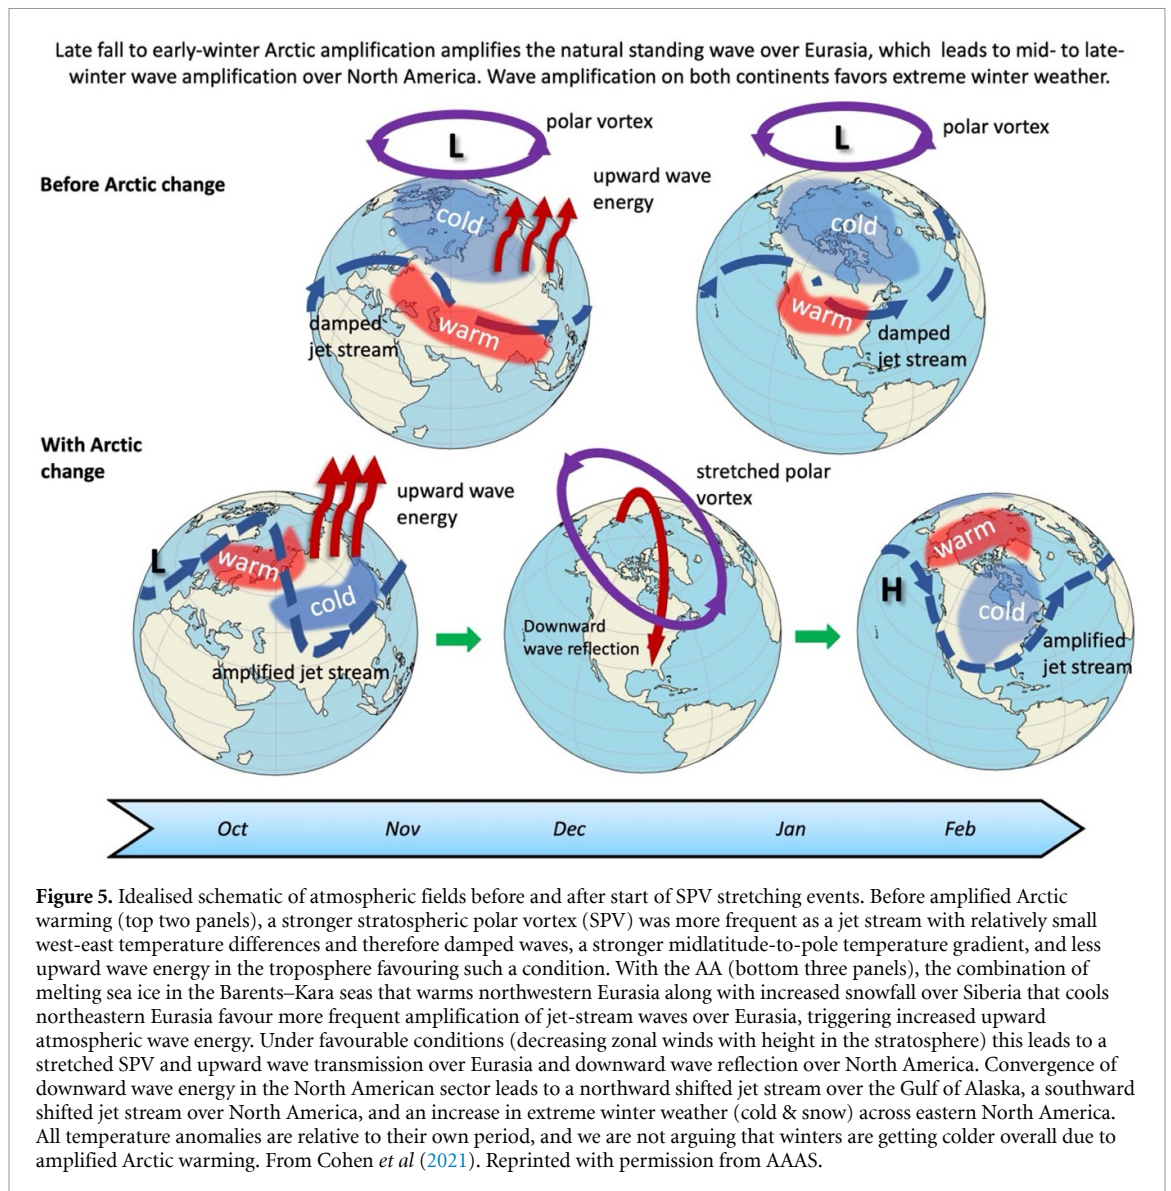 Late fall to early-winter Arctic amplification amplifies the natural standing wave over Eurasia, which leads to mid- to late-
winter wave amplification over North America. Wave amplification on both continents favors extreme winter weather.
polar vortex
L
polar vortex
L
Before Arctic change
upward wave
energy
cold
cold
warm
damped
jet stream
warm
damped
jet stream
With Arctic
change
upward wave
energy
stretched polar
vortex
L
warm
cold
amplified jet stream
Downward
wave reflection
warm
H
cold
amplified
jet stream
Oct Nov Dec Jan Feb
Figure 5. Idealised schematic of atmospheric fields before and after start of SPV stretching events. Before amplified Arctic
warming (top two panels), a stronger stratospheric polar vortex (SPV) was more frequent as a jet stream with relatively small
west-east temperature differences and therefore damped waves, a stronger midlatitude-to-pole temperature gradient, and less
upward wave energy in the troposphere favouring such a condition. With the AA (bottom three panels), the combination of
melting sea ice in the Barents–Kara seas that warms northwestern Eurasia along with increased snowfall over Siberia that cools
northeastern Eurasia favour more frequent amplification of jet-stream waves over Eurasia, triggering increased upward
atmospheric wave energy. Under favourable conditions (decreasing zonal winds with height in the stratosphere) this leads to a
stretched SPV and upward wave transmission over Eurasia and downward wave reflection over North America. Convergence of
downward wave energy in the North American sector leads to a northward shifted jet stream over the Gulf of Alaska, a southward
shifted jet stream over North America, and an increase in extreme winter weather (cold & snow) across eastern North America.
All temperature anomalies are relative to their own period, and we are not arguing that winters are getting colder overall due to
amplified Arctic warming. From Cohen et al (2021). Reprinted with permission from AAAS.